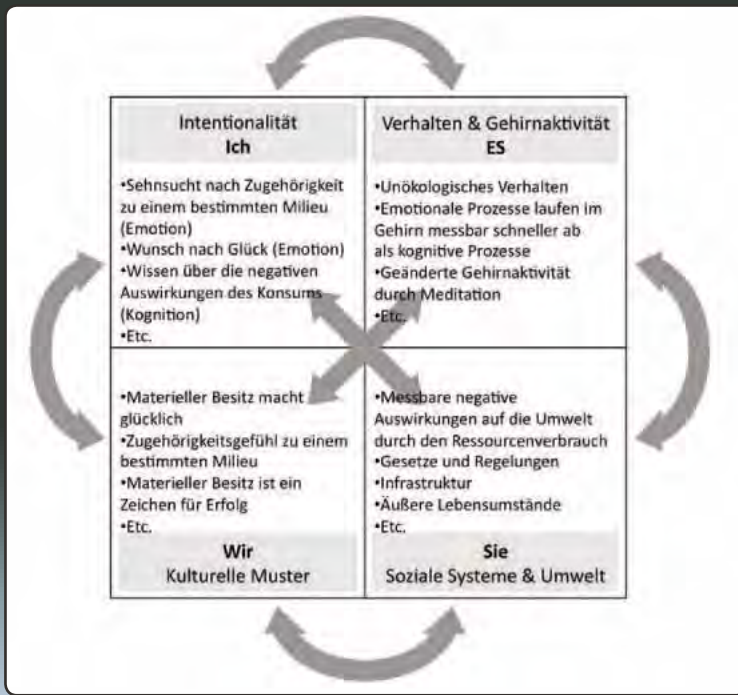 Intentionalität
Ich
•Sehnsucht nach Zugehörigkeit
zu einem bestimmten Milieu
(Emotion)
•Wunsch nach Glück (Emotion)
•Wissen über die negativen
Auswirkungen des Konsums
(Kognition)
•Etc.
Verhalten & Gehirnaktivität
ES
•Unökologisches Verhalten
•Emotionale Prozesse laufen im
Gehirn messbar schneller ab
als kognitive Prozesse
•Geänderte Gehirnaktivität
durch Meditation
•Etc.
•Materieller Besitz macht
glücklich
•Zugehörigkeitsgefühl zu einem
bestimmten Milieu
•Materieller Besitz ist ein
Zeichen für Erfolg
•Etc.
Wir
Kulturelle Muster
•Messbare negative
Auswirkungen auf die Umwelt
durch den Ressourcenverbrauch
•Gesetze und Regelungen
•Infrastruktur
•Äußere Lebensumstände
•Etc.
Sie
Soziale Systeme & Umwelt